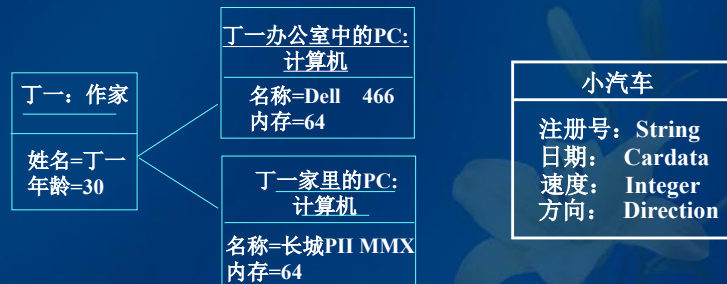 丁一：作家
姓名=丁一
年龄=30
丁一办公室中的PC:
计算机
名称=Dell 466
内存=64
丁一家里的PC:
计算机
名称=长城PII MMX
内存=64
小汽车
注册号：String
日期： Cardata
速度： Integer
方向： Direction